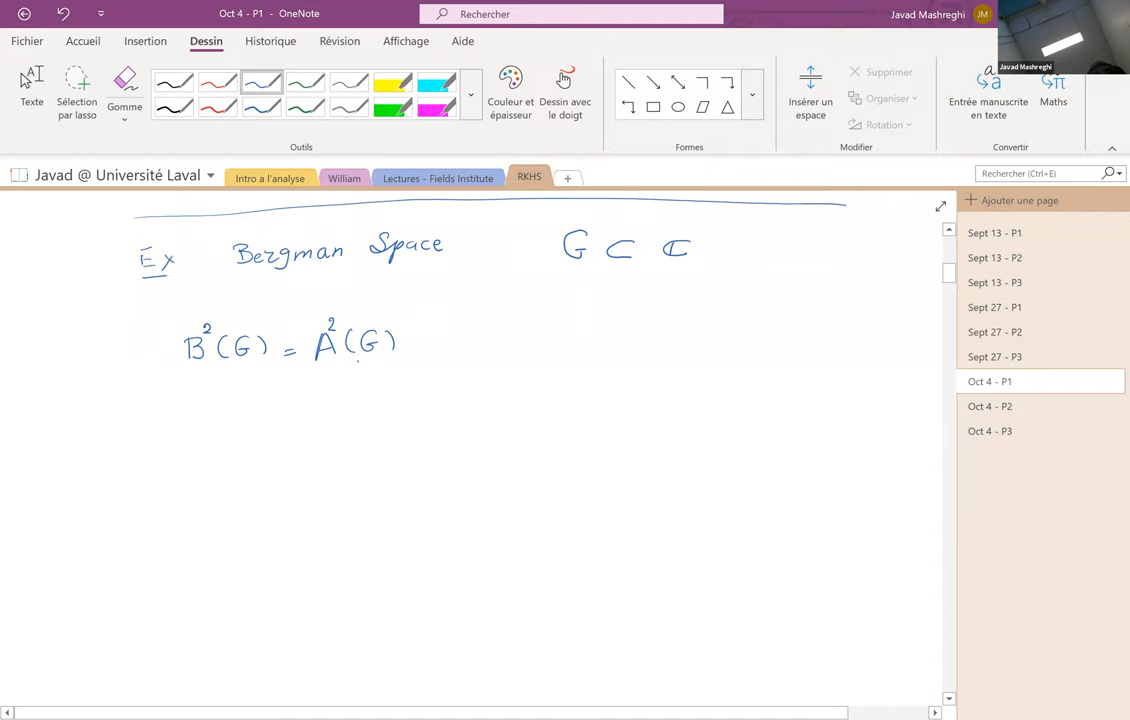 Oct 4 - P1 - OneNote
Rechercher
Javad Mashreghi
JM
Javad Mashreghi
Fichier Accueil Insertion Dessin Historique Révision Affichage Aide
Texte
Sélection par lasso
Gomme
Couleur et épaisseur
Dessin avec le doigt
Insérer un espace
Supprimer
Organiser
Rotation
Entrée manuscrite en texte
Maths
Outils Formes Modifier Convertir
Javad @ Université Laval
Intro a l'analyse
William
Lectures - Fields Institute
RKHS
Rechercher (Ctrl+E)
Ajouter une page
Sept 13 - P1
Sept 13 - P2
Sept 13 - P3
Sept 27 - P1
Sept 27 - P2
Sept 27 - P3
Oct 4 - P1
Oct 4 - P2
Oct 4 - P3
Ex Bergman Space G ⊂ ℂ
B²(G) = A²(G)